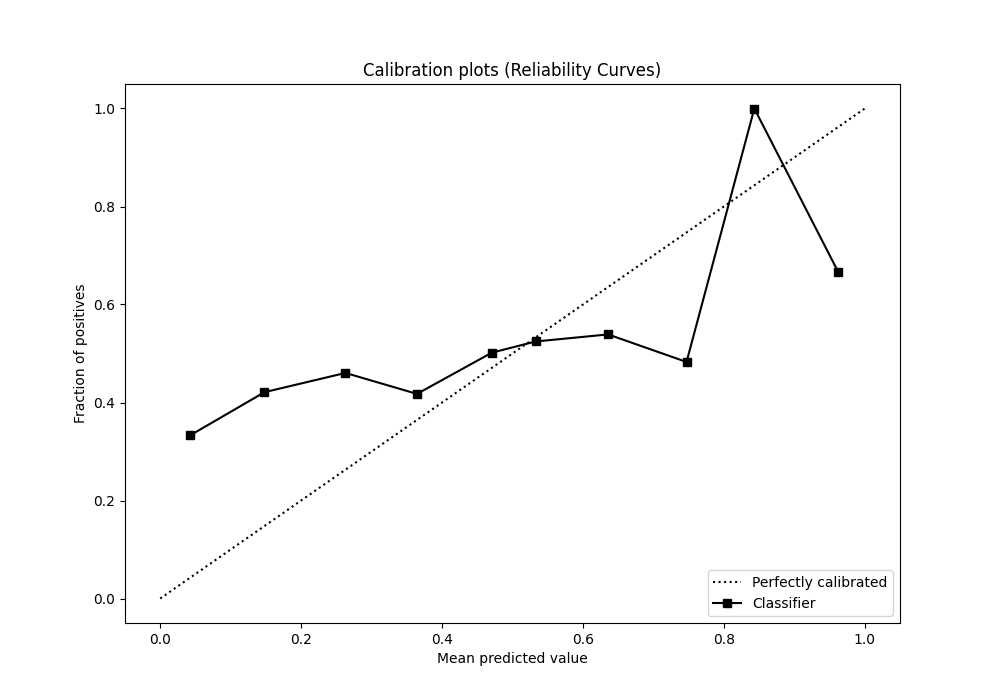 Calibration plots (Reliability Curves)
1.0
0.8
0.6
0.4
0.2
0.0
Fraction of positives
0.0 0.2 0.4 0.6 0.8 1.0
Mean predicted value
Perfectly calibrated
Classifier